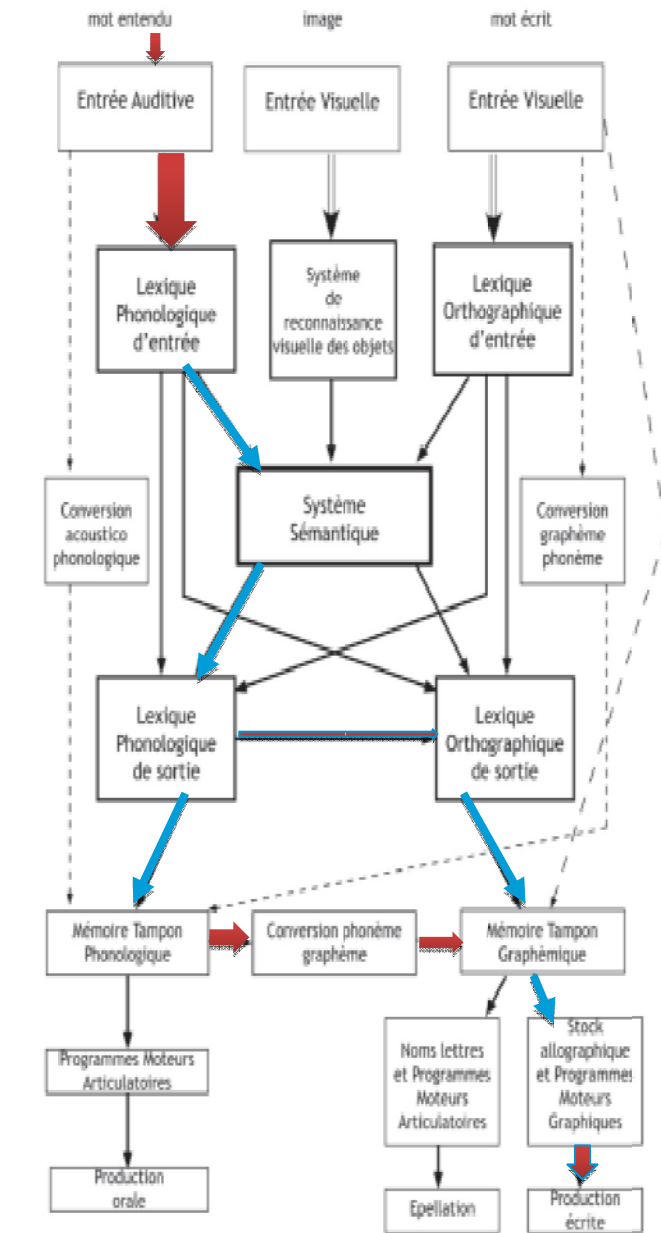 mot entendu
image
mot écrit
Entrée Auditive
Entrée Visuelle
Entrée Visuelle
Lexique
Phonologique
d'entrée
Système
de
reconnaissance
visuelle des objets
Lexique
Orthographique
d'entrée
Conversion
acoustico
phonologique
Système
Sémantique
Conversion
graphème
phonème
Lexique
Phonologique
de sortie
Lexique
Orthographique
de sortie
Mémoire Tampon
Phonologique
Conversion phonème
graphème
Mémoire Tampon
Graphèmique
Programmes Moteurs
Articulatoires
Noms lettres
et Programmes
Moteurs
Articulatoires
Stock
allographique
et Programmes
Moteurs
Graphiques
Production
orale
Epellation
Production
écrite